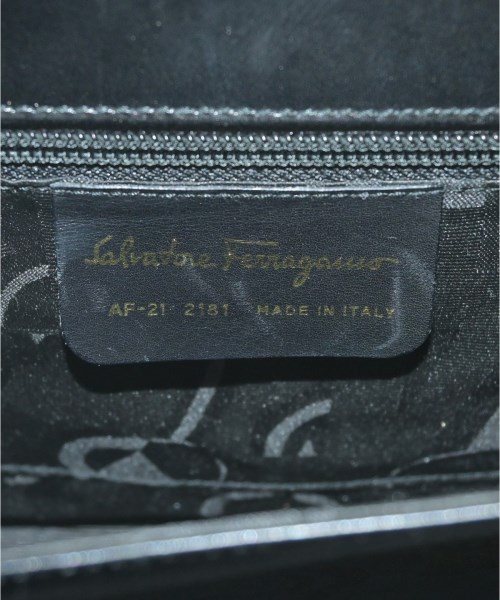 Salvatore Ferragamo
AF-21 2181 MADE IN ITALY